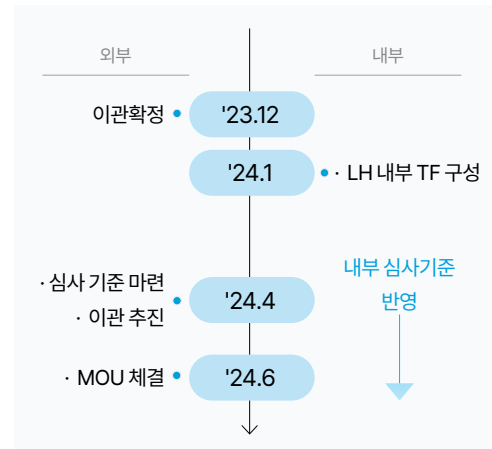 외부
내부
이관확정 • '23.12
'24.1 • · LH 내부 TF 구성
· 심사 기준 마련
· 이관 추진
• '24.4
내부 심사기준
반영
· MOU 체결 • '24.6